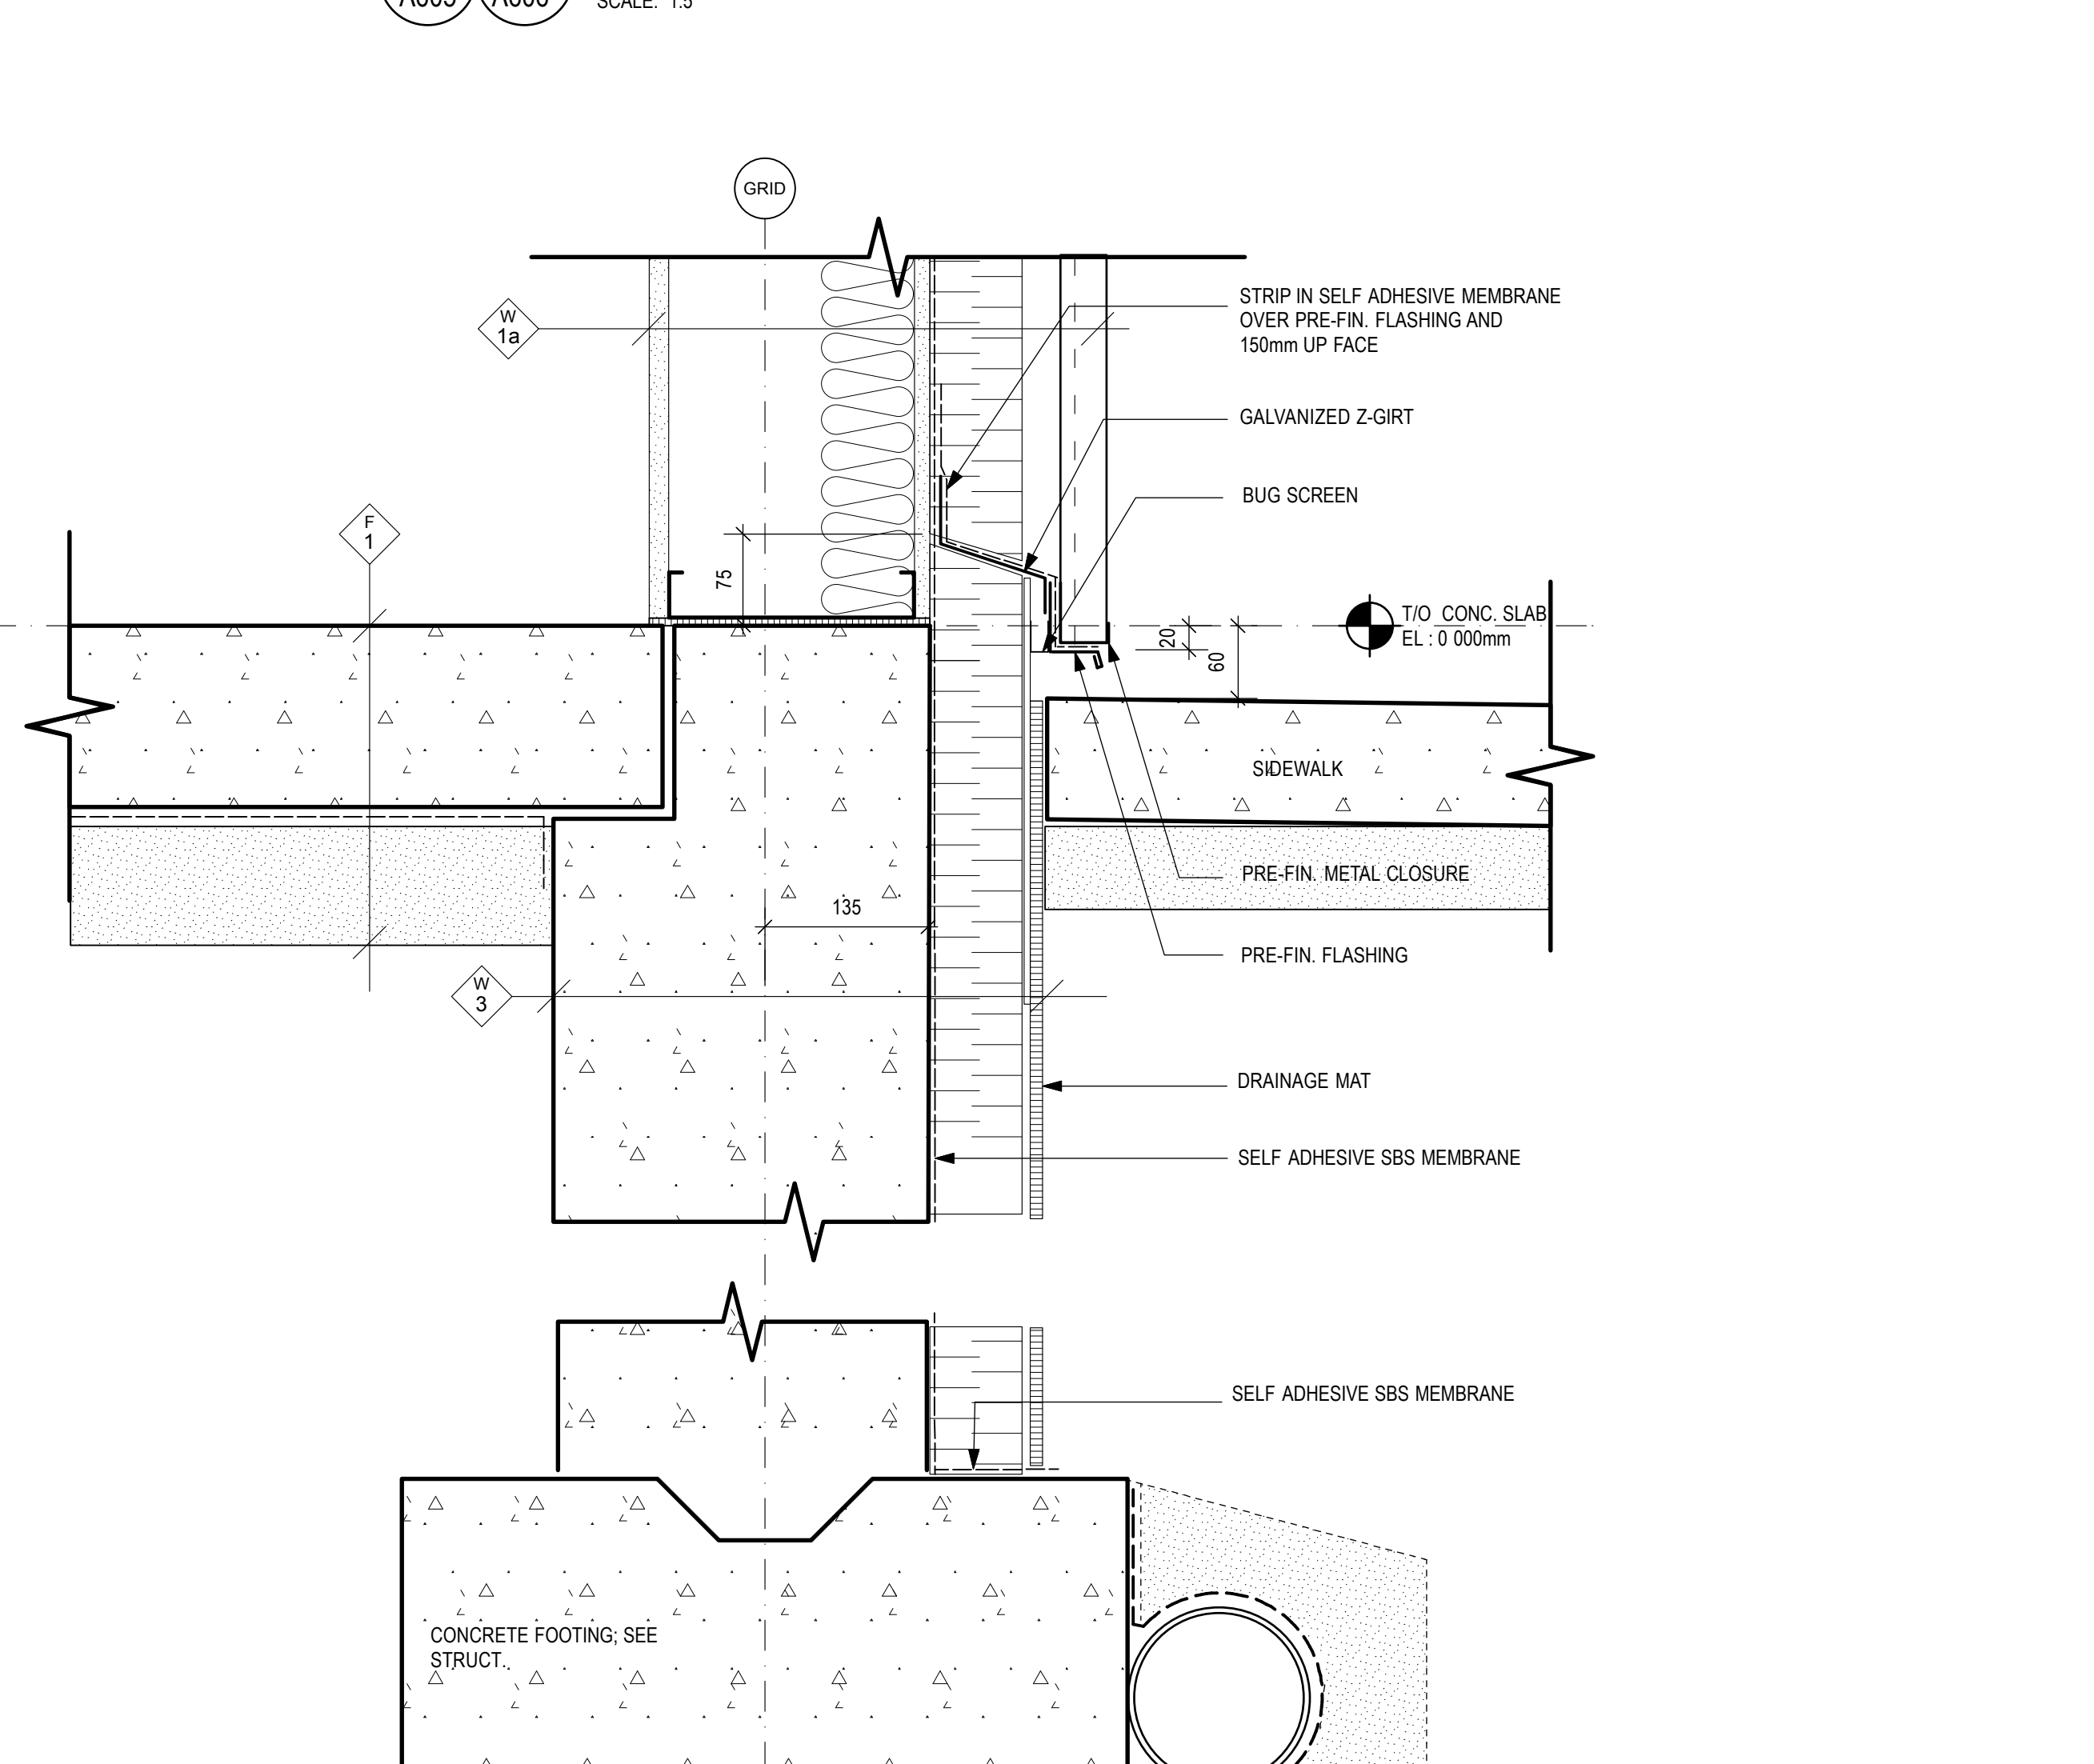 SCALE: 1:5
GRID
STRIP IN SELF ADHESIVE MEMBRANE
OVER PRE-FIN. FLASHING AND
150mm UP FACE
W
1a
GALVANIZED Z-GIRT
BUG SCREEN
F
1
75
T/O CONC. SLAB
EL : 0 000mm
20
60
SIDEWALK
PRE-FIN. METAL CLOSURE
135
PRE-FIN. FLASHING
W
3
DRAINAGE MAT
SELF ADHESIVE SBS MEMBRANE
SELF ADHESIVE SBS MEMBRANE
CONCRETE FOOTING; SEE
STRUCT.